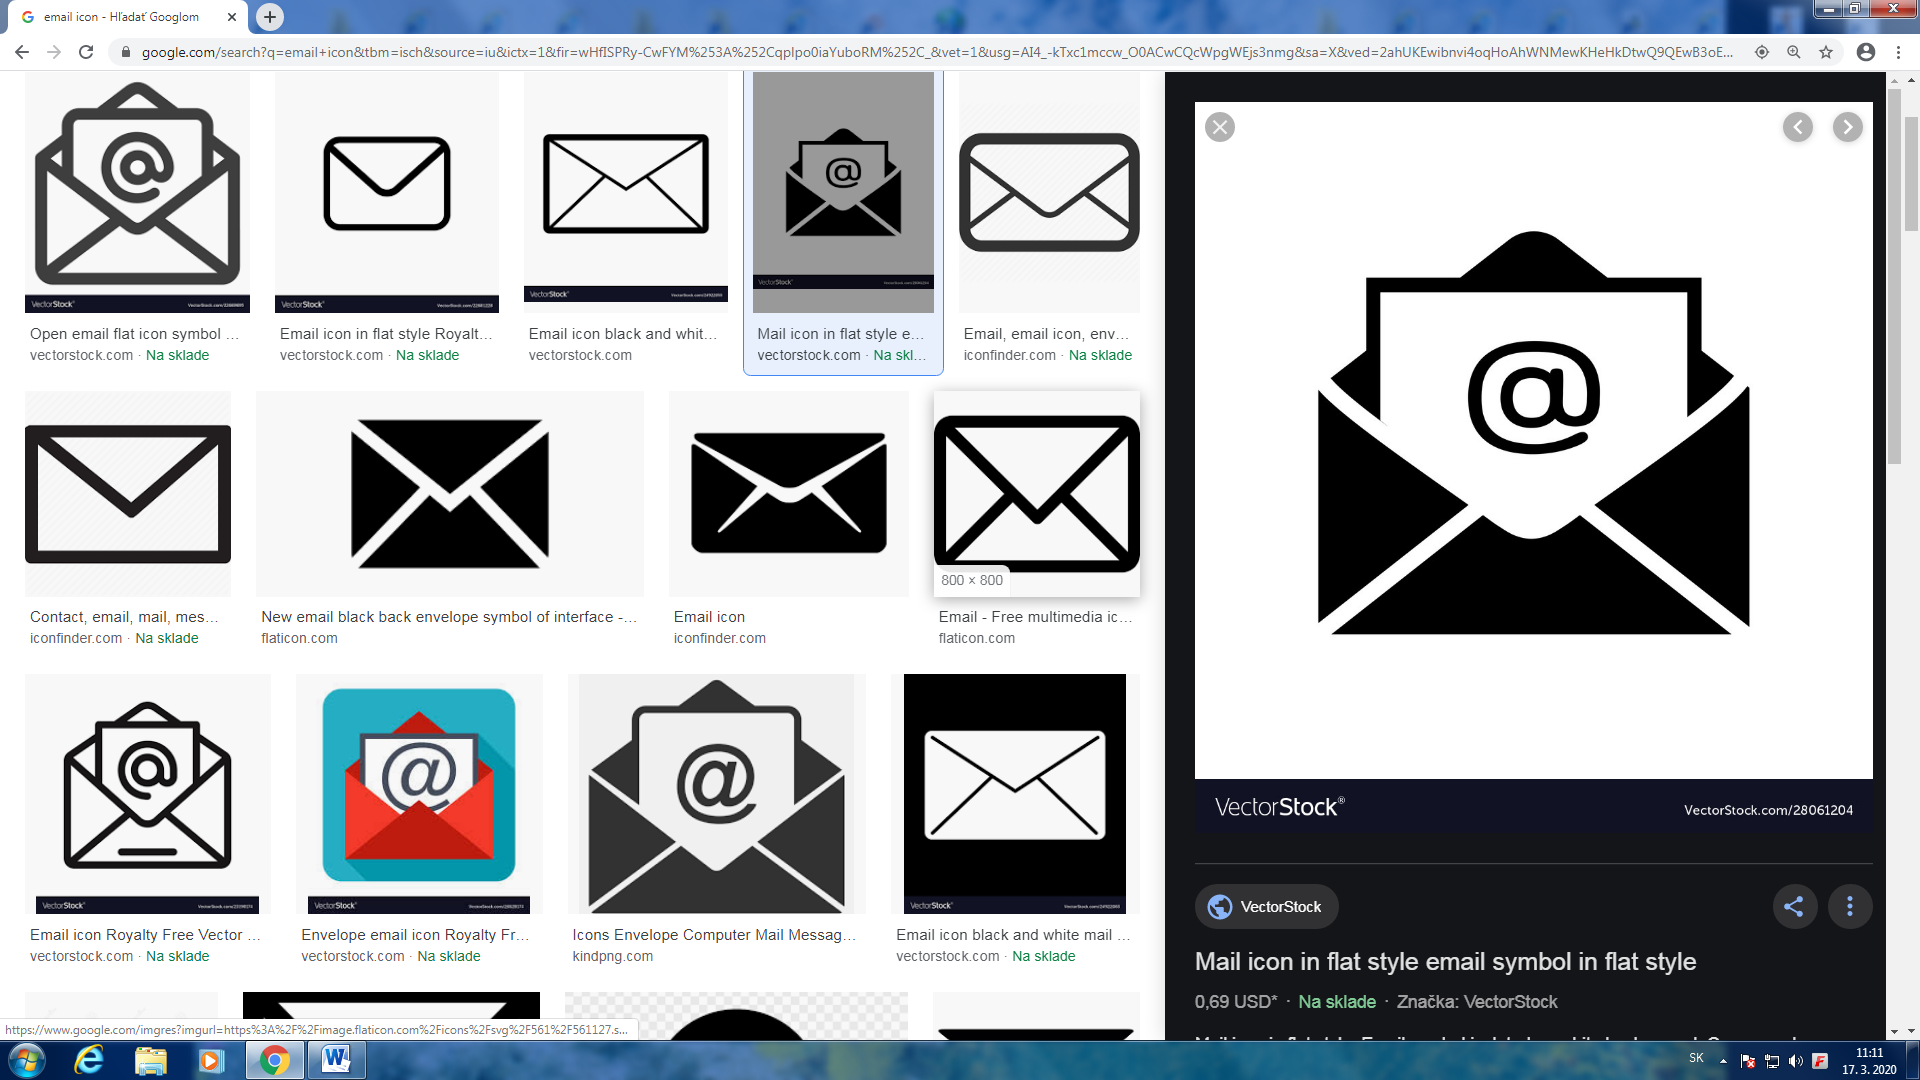 email icon - Hľadať Googlom
google.com/search?q=email+icon&tbm=isch&source=iu&ictx=1&fir=wHfISPRy-CwFYM%253A%252Cqplpo0iaYuboRM%252C_&vet=1&usg=AI4_-kTxc1mccw_O0ACwCQcWpgWEjs3nmg&sa=X&ved=2ahUKEwibnvi4oqHoAhWNMewKHeHkDtwQ9QEwB3oE...
VectorStock
VectorStock
VectorStock
VectorStock
Open email flat icon symbol ...
vectorstock.com · Na sklade
Email icon in flat style Royalt...
vectorstock.com · Na sklade
Email icon black and whit...
vectorstock.com
Mail icon in flat style e...
vectorstock.com · Na skl...
Email, email icon, env...
iconfinder.com · Na sklade
800 × 800
Contact, email, mail, mes...
iconfinder.com · Na sklade
New email black back envelope symbol of interface -...
flaticon.com
Email icon
iconfinder.com
Email - Free multimedia ic...
flaticon.com
VectorStock
VectorStock
VectorStock
Email icon Royalty Free Vector ...
vectorstock.com · Na sklade
Envelope email icon Royalty Fr...
vectorstock.com · Na sklade
Icons Envelope Computer Mail Messag...
kindpng.com
Email icon black and white mail ...
vectorstock.com · Na sklade
@
VectorStock®
VectorStock.com/28061204
VectorStock
Mail icon in flat style email symbol in flat style
0,69 USD* · Na sklade · Značka: VectorStock
https://www.google.com/imgres?imgurl=https%3A%2F%2Fimage.flaticon.com%2Ficons%2Fsvg%2F561%2F561127.s...
SK
11:11
17. 3. 2020